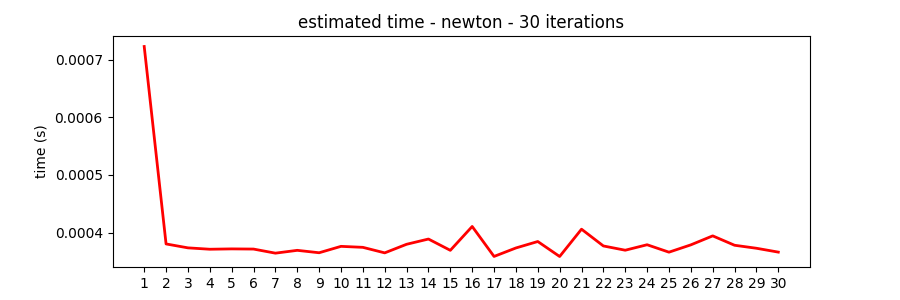 estimated time - newton - 30 iterations
0.0007
0.0006
0.0005
0.0004
time (s)
1 2 3 4 5 6 7 8 9 10 11 12 13 14 15 16 17 18 19 20 21 22 23 24 25 26 27 28 29 30